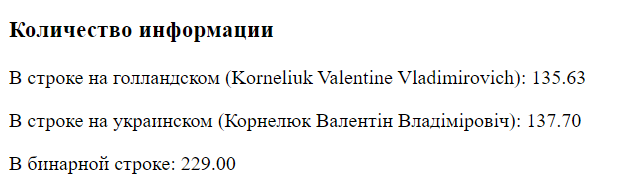 Количество информации
В строке на голландском (Korneliuk Valentine Vladimirovich): 135.63
В строке на украинском (Корнелюк Валентін Владіміровіч): 137.70
В бинарной строке: 229.00